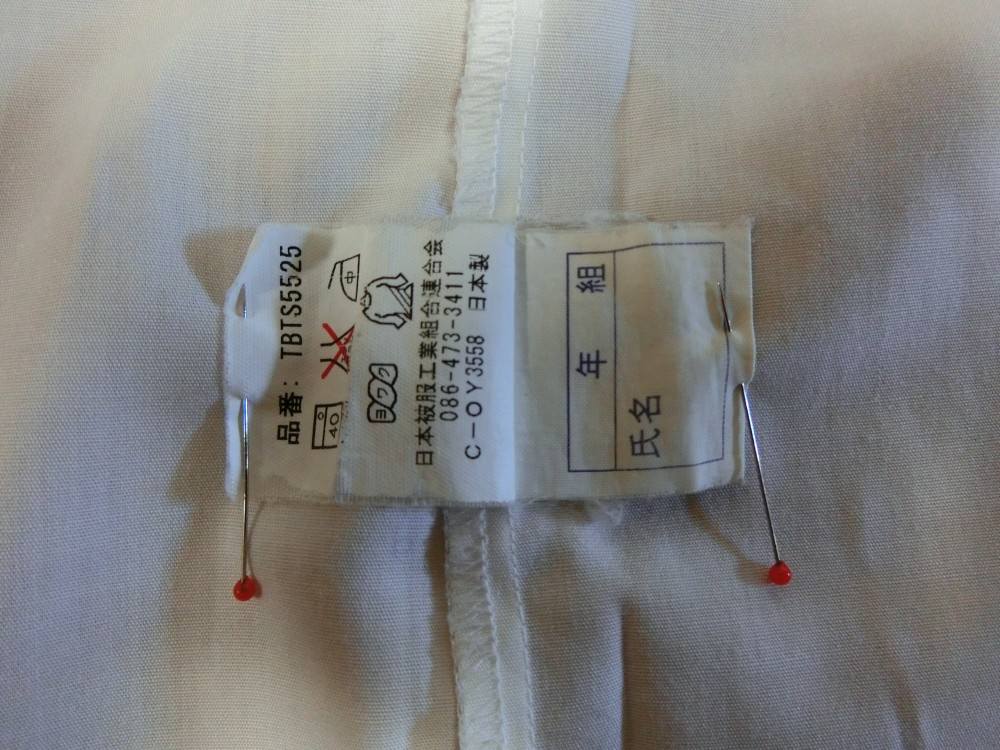 品番: TBTS5525
40
中
ヨワク
日本被服工業組合連合会
086-473-3411
C-OY3558 日本製
年 組
氏名